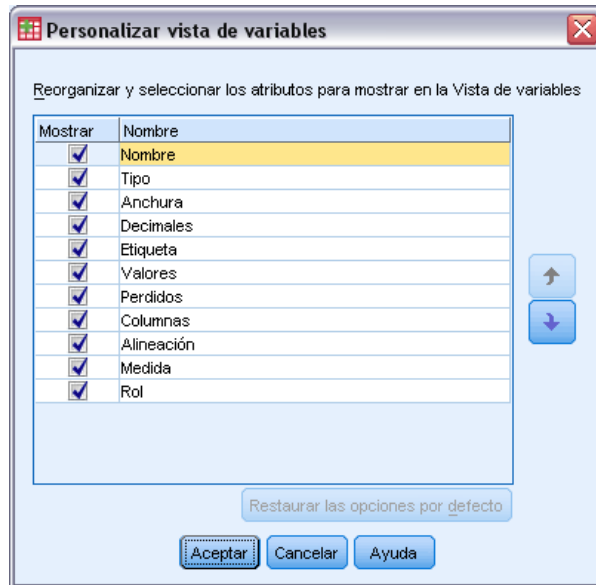 Personalizar vista de variables
Reorganizar y seleccionar los atributos para mostrar en la Vista de variables
Mostrar Nombre
Nombre
Tipo
Anchura
Decimales
Etiqueta
Valores
Perdidos
Columnas
Alineación
Medida
Rol
Restaurar las opciones por defecto
Aceptar Cancelar Ayuda